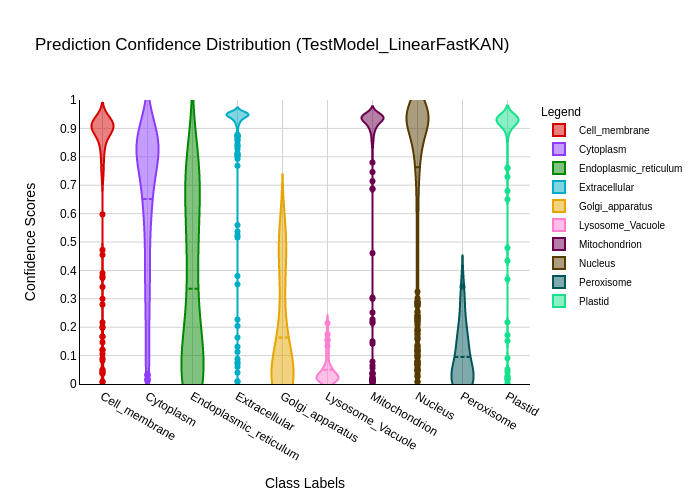 Prediction Confidence Distribution (TestModel_LinearFastKAN)
Legend
Cell_membrane
Cytoplasm
Endoplasmic_reticulum
Extracellular
Golgi_apparatus
Lysosome_Vacuole
Mitochondrion
Nucleus
Peroxisome
Plastid
Confidence Scores
1
0.9
0.8
0.7
0.6
0.5
0.4
0.3
0.2
0.1
0
Cell_membrane
Cytoplasm
Endoplasmic_reticulum
Extracellular
Golgi_apparatus
Lysosome_Vacuole
Mitochondrion
Nucleus
Peroxisome
Plastid
Class Labels